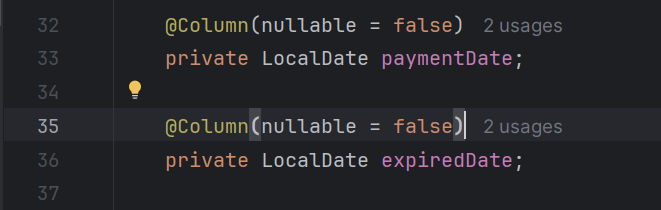 32 @Column(nullable = false) 2 usages
33 private LocalDate paymentDate;
34
35 @Column(nullable = false) 2 usages
36 private LocalDate expiredDate;
37